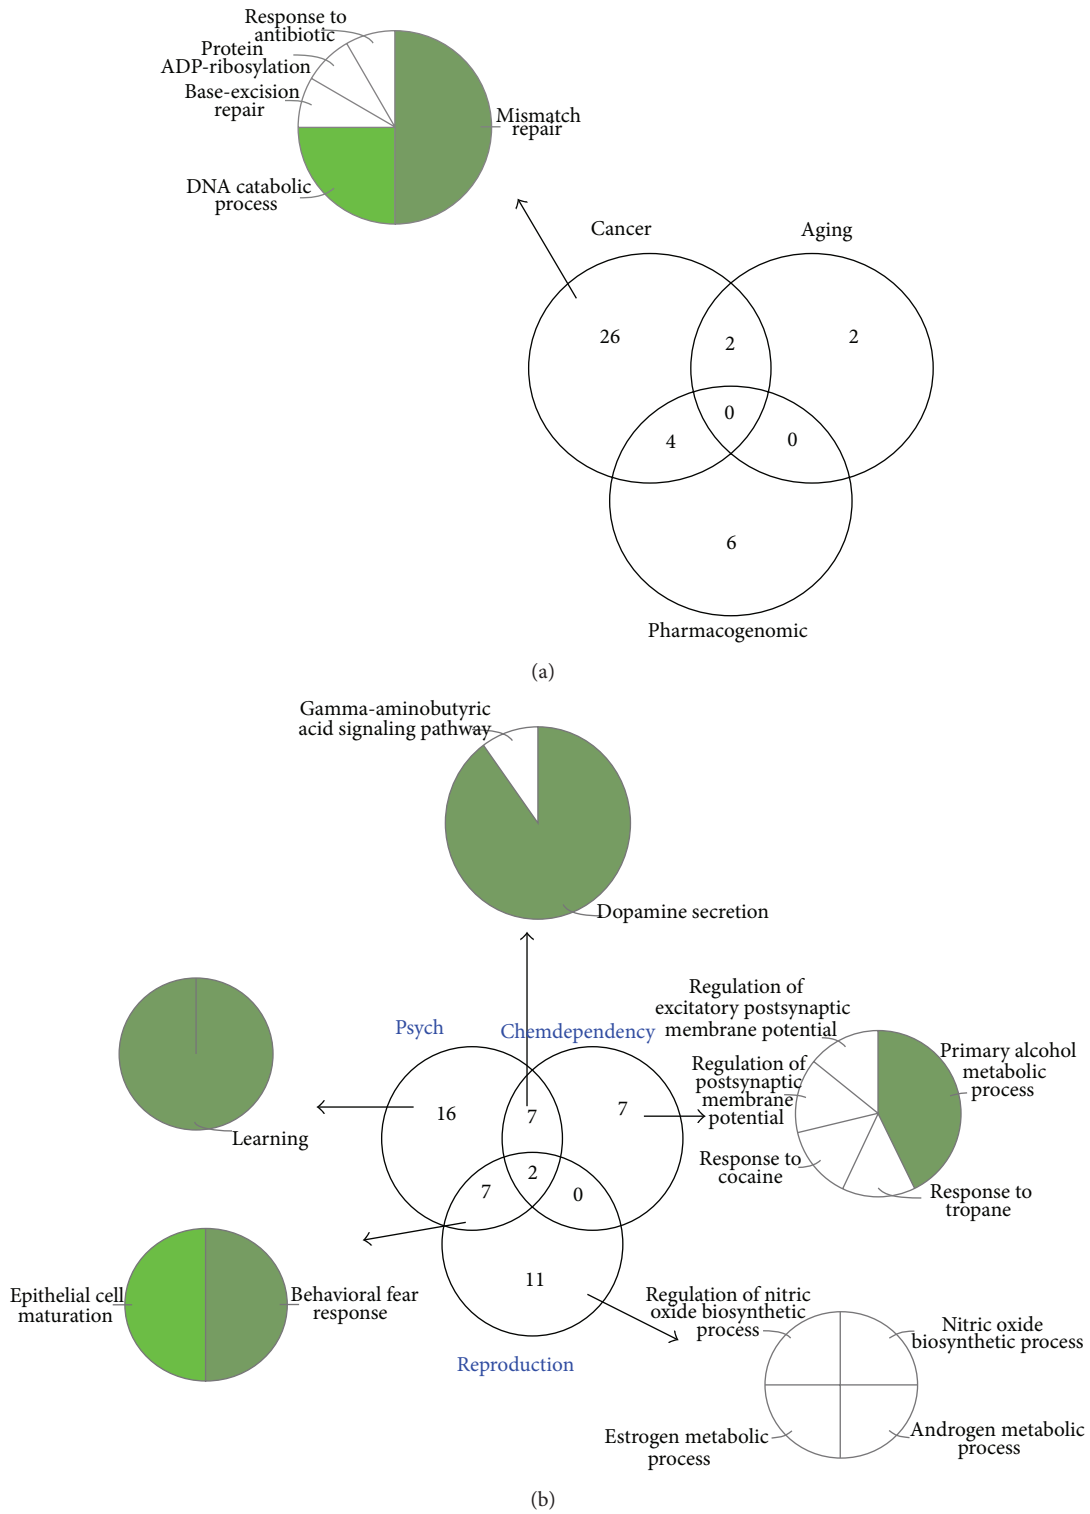 Response to
antibiotic
Protein
ADP-ribosylation
Base-excision
repair
Mismatch
repair
DNA catabolic
process
Cancer
Aging
26
2
2
0
4
0
6
Pharmacogenomic
(a)
Gamma-aminobutyric
acid signaling pathway
Dopamine secretion
Psych
Chemdependency
Regulation of
excitatory postsynaptic
membrane potential
Primary alcohol
metabolic
process
Regulation of
postsynaptic
membrane
potential
16
7
7
Learning
Response to
cocaine
2
7
0
Response to
tropane
Epithelial cell
maturation
Behavioral fear
response
11
Regulation of nitric
oxide biosynthetic
process
Nitric oxide
biosynthetic process
Reproduction
Estrogen metabolic
process
Androgen metabolic
process
(b)